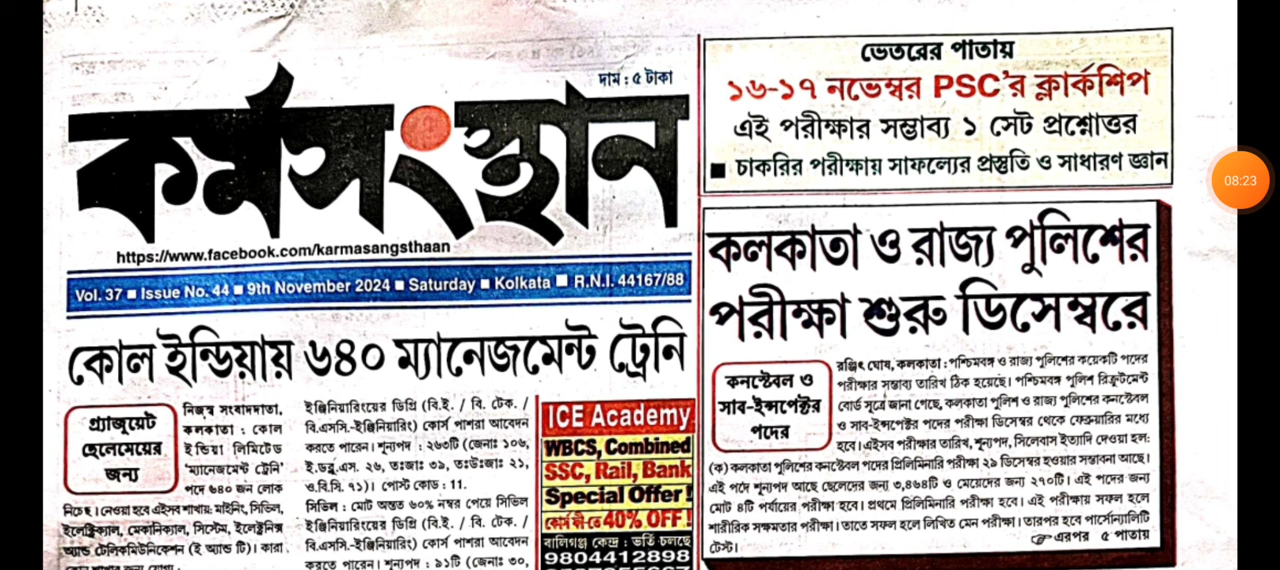 দাম : ৫ টাকা
কর্মসংস্থান
https://www.facebook.com/karmasangsthaan
Vol. 37 ■ Issue No. 44 ■ 9th November 2024 ■ Saturday ■ Kolkata ■ R.N.I. 44167/88
ভেতরের পাতায়
১৬-১৭ নভেম্বর PSC'র ক্লার্কশিপ
এই পরীক্ষার সম্ভাব্য ১ সেট প্রশ্নোত্তর
■ চাকরির পরীক্ষায় সাফল্যের প্রস্তুতি ও সাধারণ জ্ঞান
08:23
কোল ইন্ডিয়ায় ৬৪০ ম্যানেজমেন্ট ট্রেনি
গ্র্যাজুয়েট
ছেলেমেয়ের
জন্য
নিজস্ব সংবাদদাতা,
কলকাতা : কোল
ইন্ডিয়া লিমিটেড
'ম্যানেজমেন্ট ট্রেনি'
পদে ৬৪০ জন লোক
নিচ্ছে। নেওয়া হবে এইসব শাখায়: মাইনিং, সিভিল,
ইলেক্ট্রিক্যাল, মেকানিক্যাল, সিস্টেম, ইলেক্ট্রনিক্স
অ্যান্ড টেলিকমিউনিকেশন (ই অ্যান্ড টি)। কারা
কোন শাখার জন্য যোগ্য:
ইঞ্জিনিয়ারিংয়ের ডিগ্রি (বি.ই. / বি. টেক. /
বি.এসসি.-ইঞ্জিনিয়ারিং) কোর্স পাশরা আবেদন
করতে পারেন। শূন্যপদ : ২৬৩টি (জেনাঃ ১০৬,
ই.ডব্লু.এস. ২৬, তঃজাঃ ৩৯, তঃউঃজাঃ ২১,
ও.বি.সি. ৭১)। পোস্ট কোড : 11.
সিভিল : মোট অন্তত ৬০% নম্বর পেয়ে সিভিল
ইঞ্জিনিয়ারিংয়ের ডিগ্রি (বি.ই. / বি. টেক. /
বি.এসসি.-ইঞ্জিনিয়ারিং) কোর্স পাশরা আবেদন
করতে পারেন। শূন্যপদ : ৯১টি (জেনাঃ ৩০,
ICE Academy
WBCS, Combined
SSC, Rail, Bank
Special Offer !
কোর্স ফী-তে 40% OFF !
বালিগঞ্জ কেন্দ্র : ভর্তি চলছে
9804412898
কলকাতা ও রাজ্য পুলিশের
পরীক্ষা শুরু ডিসেম্বরে
কনস্টেবল ও
সাব-ইন্সপেক্টর
পদের
রঞ্জিৎ ঘোষ, কলকাতা : পশ্চিমবঙ্গ ও রাজ্য পুলিশের কয়েকটি পদের
পরীক্ষার সম্ভাব্য তারিখ ঠিক হয়েছে। পশ্চিমবঙ্গ পুলিশ রিক্রুটমেন্ট
বোর্ড সূত্রে জানা গেছে, কলকাতা পুলিশ ও রাজ্য পুলিশের কনস্টেবল
ও সাব-ইন্সপেক্টর পদের পরীক্ষা ডিসেম্বর থেকে ফেব্রুয়ারির মধ্যে
হবে। এইসব পরীক্ষার তারিখ, শূন্যপদ, সিলেবাস ইত্যাদি দেওয়া হল:
(ক) কলকাতা পুলিশের কনস্টেবল পদের প্রিলিমিনারি পরীক্ষা ২৯ ডিসেম্বর হওয়ার সম্ভাবনা আছে।
এই পদে শূন্যপদ আছে ছেলেদের জন্য ৩,৪৬৪টি ও মেয়েদের জন্য ২৭০টি। এই পদের জন্য
মোট ৪টি পর্যায়ের পরীক্ষা হবে। প্রথমে প্রিলিমিনারি পরীক্ষা হবে। এই পরীক্ষায় সফল হলে
শারীরিক সক্ষমতার পরীক্ষা। তাতে সফল হলে লিখিত মেন পরীক্ষা। তারপর হবে পার্সোন্যালিটি
টেস্ট।
এরপর ৫ পাতায়